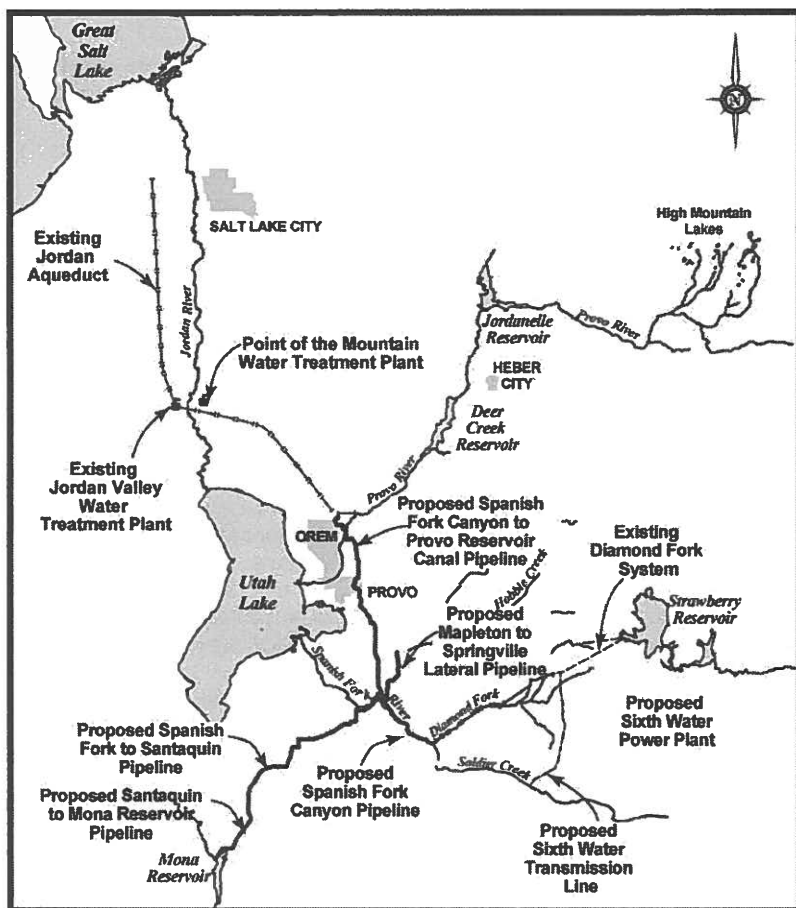 Great
Salt
Lake
N
SALT LAKE CITY
High Mountain
Lakes
Existing
Jordan
Aqueduct
Jordan River
Jordanelle
Reservoir
Provo River
Point of the Mountain
Water Treatment Plant
HEBER
CITY
Deer
Creek
Reservoir
Existing
Jordan Valley
Water
Treatment Plant
Provo River
Proposed Spanish
Fork Canyon to
Provo Reservoir
Canal Pipeline
Existing
Diamond Fork
System
OREM
Hobble Creek
Utah
Lake
PROVO
Strawberry
Reservoir
Proposed
Mapleton to
Springville
Lateral Pipeline
Spanish Fork
River
Diamond Fork
Proposed
Sixth Water
Power Plant
Proposed Spanish
Fork to Santaquin
Pipeline
Soldier Creek
Proposed
Spanish Fork
Canyon Pipeline
Proposed Santaquin
to Mona Reservoir
Pipeline
Proposed
Sixth Water
Transmission
Line
Mona
Reservoir